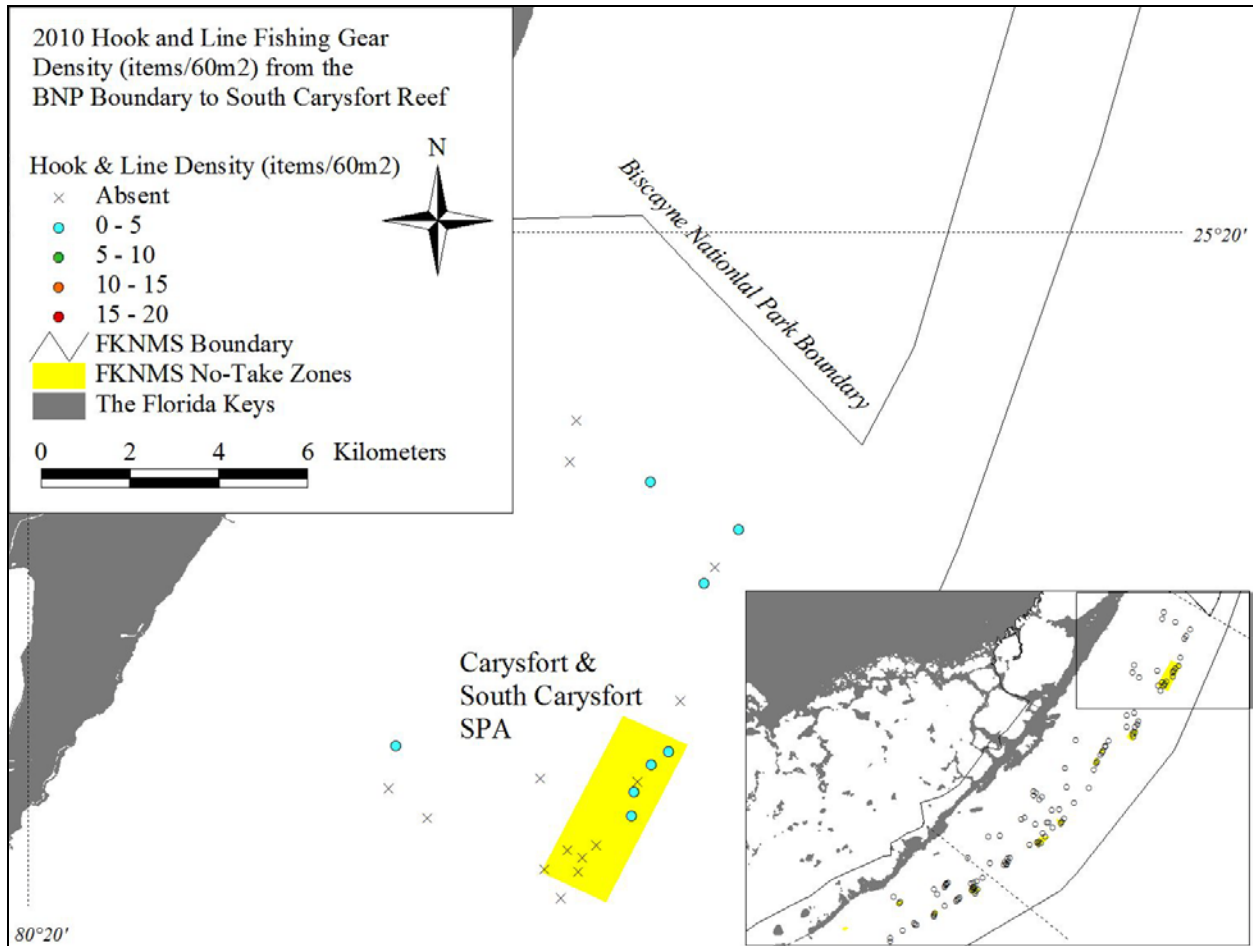 2010 Hook and Line Fishing Gear
Density (items/60m2) from the
BNP Boundary to South Carysfort Reef
Hook & Line Density (items/60m2)
N
Absent
0 - 5
5 - 10
10 - 15
15 - 20
FKNMS Boundary
FKNMS No-Take Zones
The Florida Keys
0 2 4 6 Kilometers
Biscayne Nationlal Park Boundary
25°20'
Carysfort &
South Carysfort
SPA
80°20'